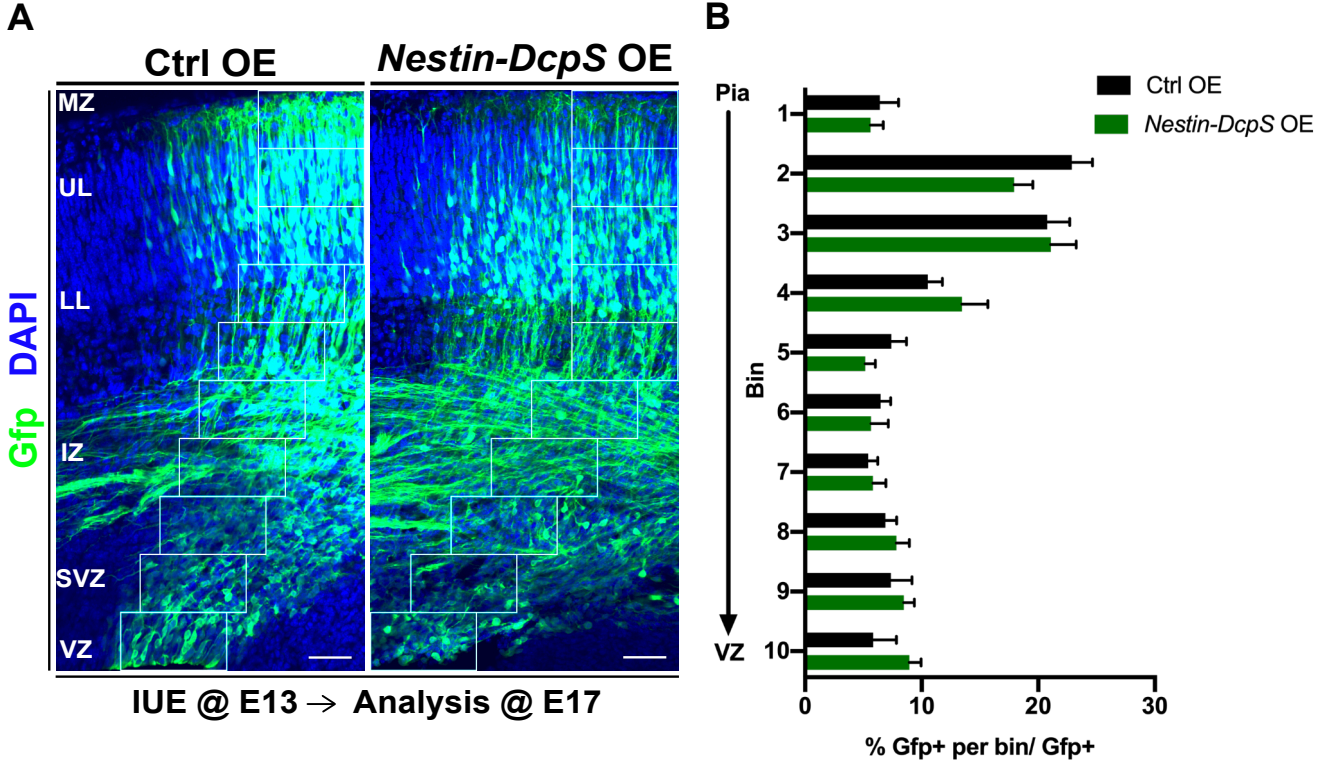 A
Ctrl OE
Nestin-DcpS OE
MZ
UL
LL
IZ
SVZ
VZ
Gfp DAPI
IUE @ E13 → Analysis @ E17
B
Pia
VZ
Bin
1
2
3
4
5
6
7
8
9
10
0 10 20 30
% Gfp+ per bin/ Gfp+
Ctrl OE
Nestin-DcpS OE